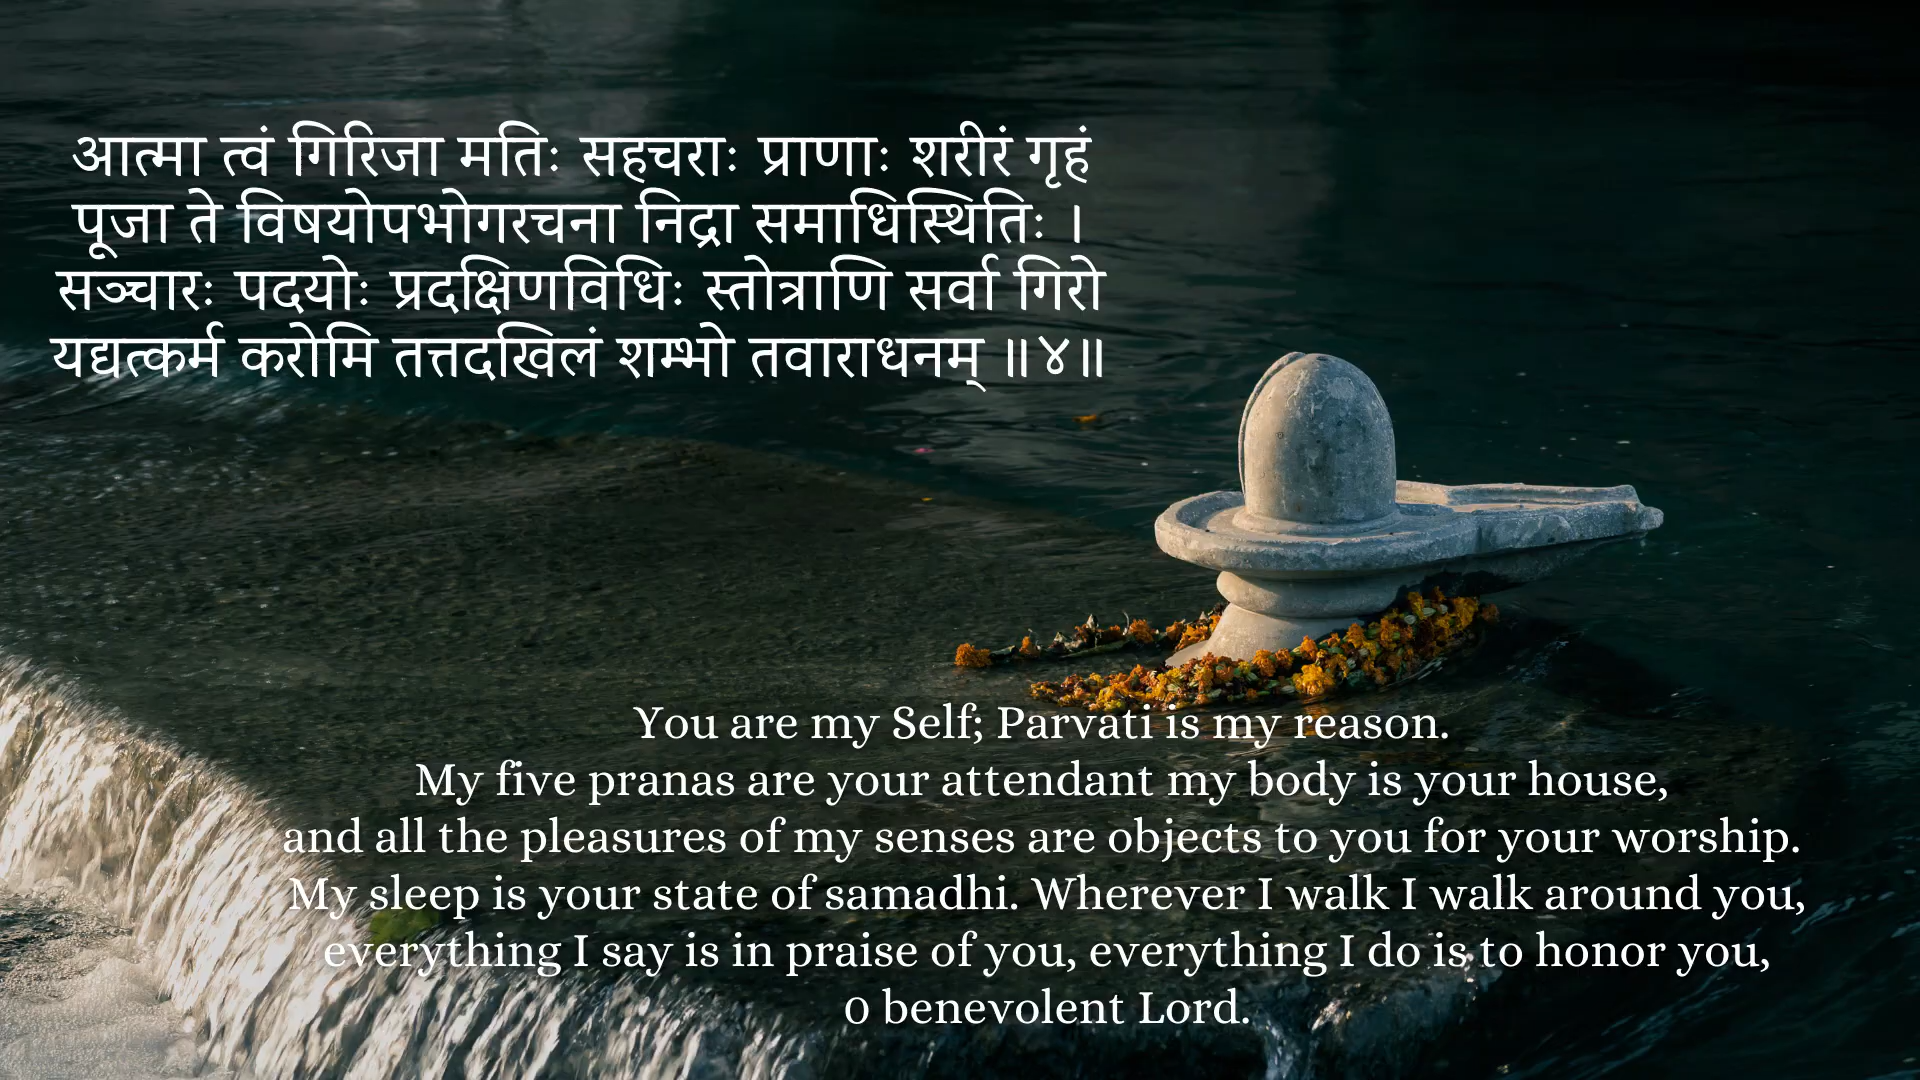 आत्मा त्वं गिरिजा मतिः सहचराः प्राणाः शरीरं गृहं
पूजा ते विषयोपभोगरचना निद्रा समाधिस्थितिः ।
सञ्चारः पदयोः प्रदक्षिणविधिः स्तोत्राणि सर्वा गिरो
यद्यत्कर्म करोमि तत्तदखिलं शम्भो तवाराधनम् ॥४॥
You are my Self; Parvati is my reason.
My five pranas are your attendant my body is your house,
and all the pleasures of my senses are objects to you for your worship.
My sleep is your state of samadhi. Wherever I walk I walk around you,
everything I say is in praise of you, everything I do is to honor you,
0 benevolent Lord.